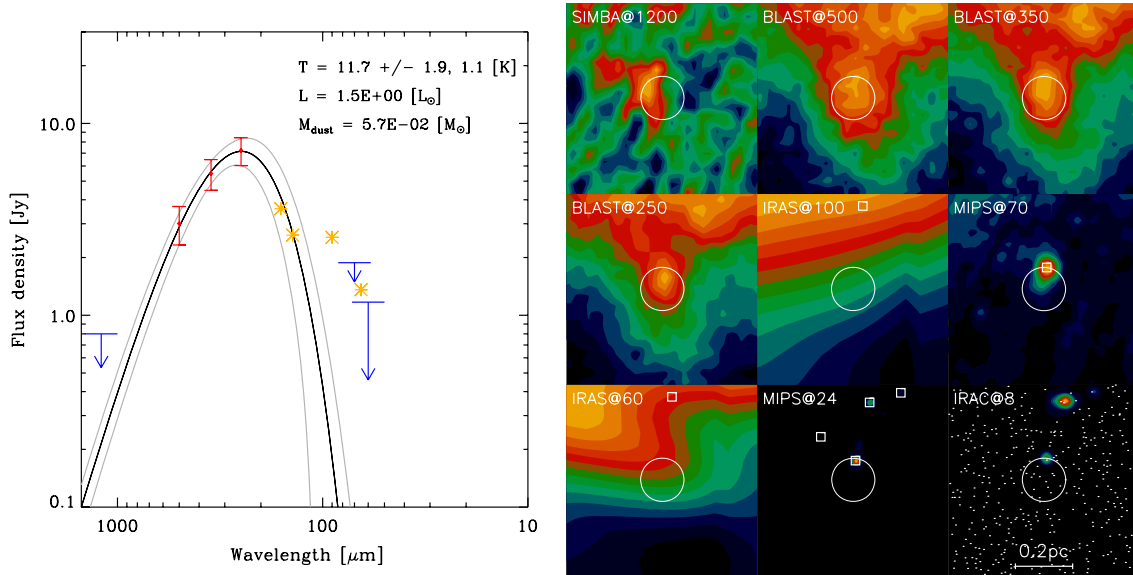 T = 11.7 +/- 1.9, 1.1 [K]
L = 1.5E+00 [L⊙]
M_dust = 5.7E-02 [M⊙]
Flux density [Jy]
10.0
1.0
0.1
1000
100
10
Wavelength [μm]
SIMBA@1200
BLAST@500
BLAST@350
BLAST@250
IRAS@100
MIPS@70
IRAS@60
MIPS@24
IRAC@8
0.2pc